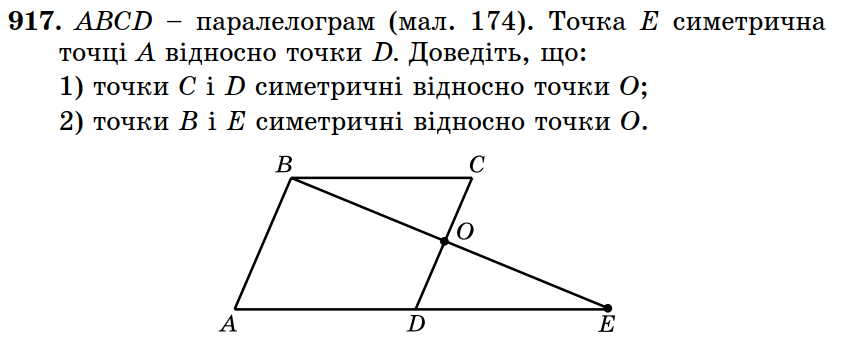 917. ABCD – паралелограм (мал. 174). Точка E симетрична
точці A відносно точки D. Доведіть, що:
1) точки C і D симетричні відносно точки O;
2) точки B і E симетричні відносно точки O.
B C
O
A D E